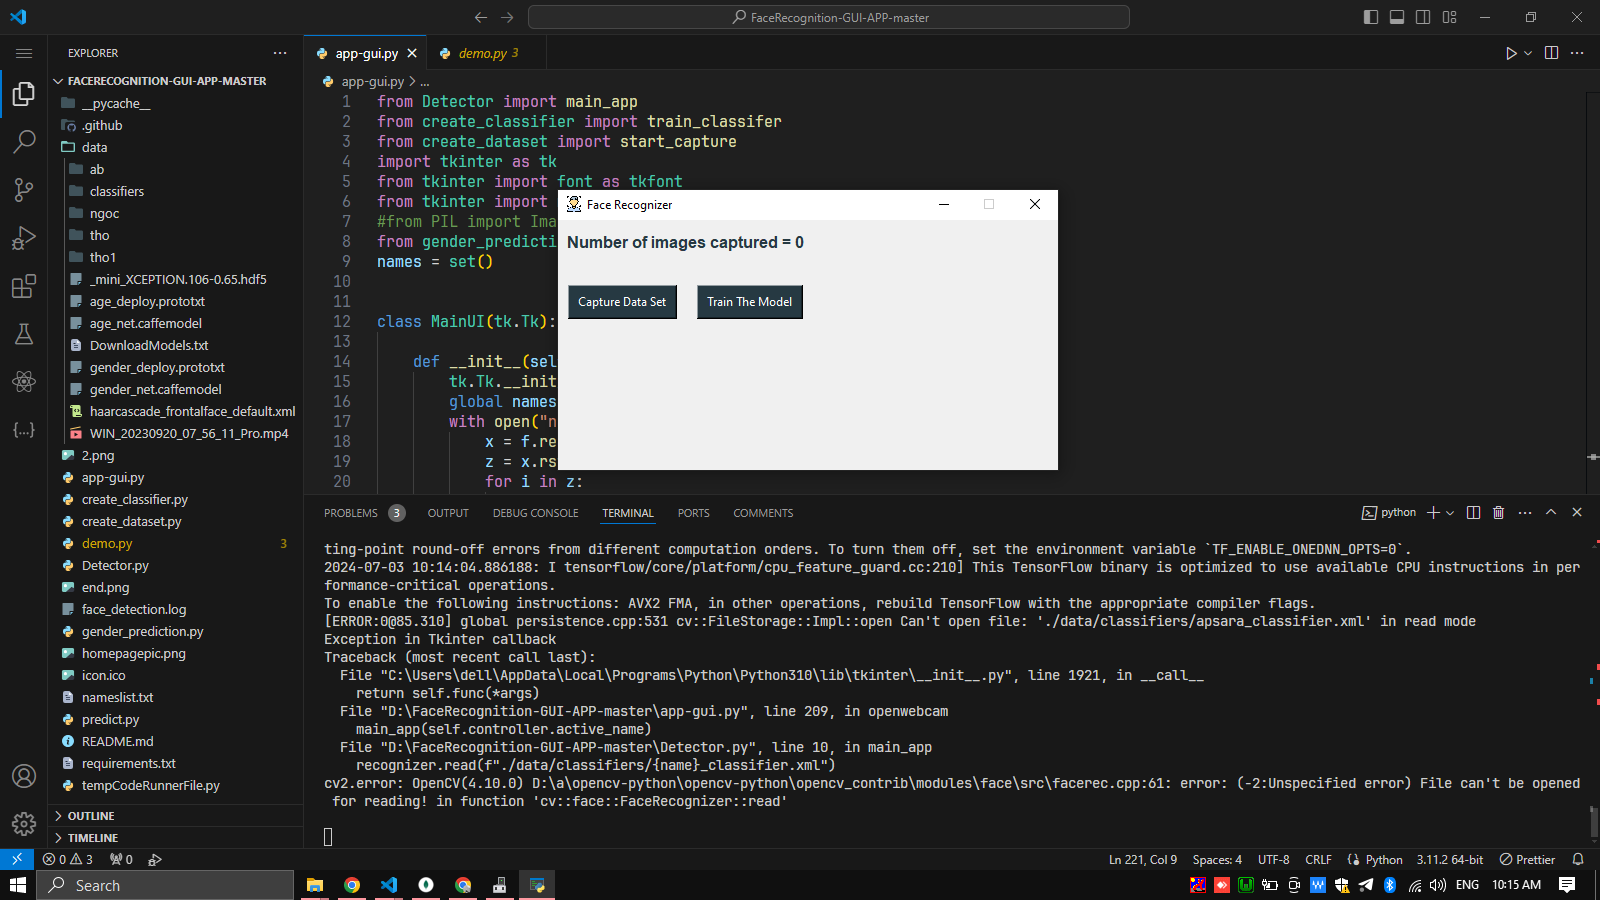 FaceRecognition-GUI-APP-master
EXPLORER
FACERECOGNITION-GUI-APP-MASTER
__pycache__
.github
data
ab
classifiers
ngoc
tho
tho1
_mini_XCEPTION.106-0.65.hdf5
age_deploy.prototxt
age_net.caffemodel
DownloadModels.txt
gender_deploy.prototxt
gender_net.caffemodel
haarcascade_frontalface_default.xml
WIN_20230920_07_56_11_Pro.mp4
2.png
app-gui.py
create_classifier.py
create_dataset.py
demo.py 3
Detector.py
end.png
face_detection.log
gender_prediction.py
homepagepic.png
icon.ico
nameslist.txt
predict.py
README.md
requirements.txt
tempCodeRunnerFile.py
OUTLINE
TIMELINE
app-gui.py
demo.py 3
app-gui.py > ...
1 from Detector import main_app
2 from create_classifier import train_classifer
3 from create_dataset import start_capture
4 import tkinter as tk
5 from tkinter import font as tkfont
6 from tkinter import
7 #from PIL import Ima
8 from gender_predicti
9 names = set()
10
11
12 class MainUI(tk.Tk):
13
14 def __init__(sel
15 tk.Tk.__init
16 global names
17 with open("n
18 x = f.re
19 z = x.rs
20 for i in z:
Face Recognizer
Number of images captured = 0
Capture Data Set
Train The Model
PROBLEMS 3 OUTPUT DEBUG CONSOLE TERMINAL PORTS COMMENTS
python
ting-point round-off errors from different computation orders. To turn them off, set the environment variable `TF_ENABLE_ONEDNN_OPTS=0`.
2024-07-03 10:14:04.886188: I tensorflow/core/platform/cpu_feature_guard.cc:210] This TensorFlow binary is optimized to use available CPU instructions in per
formance-critical operations.
To enable the following instructions: AVX2 FMA, in other operations, rebuild TensorFlow with the appropriate compiler flags.
[ERROR:0@85.310] global persistence.cpp:531 cv::FileStorage::Impl::open Can't open file: './data/classifiers/apsara_classifier.xml' in read mode
Exception in Tkinter callback
Traceback (most recent call last):
File "C:\Users\dell\AppData\Local\Programs\Python\Python310\lib\tkinter\__init__.py", line 1921, in __call__
return self.func(*args)
File "D:\FaceRecognition-GUI-APP-master\app-gui.py", line 209, in openwebcam
main_app(self.controller.active_name)
File "D:\FaceRecognition-GUI-APP-master\Detector.py", line 10, in main_app
recognizer.read(f"./data/classifiers/{name}_classifier.xml")
cv2.error: OpenCV(4.10.0) D:\a\opencv-python\opencv-python\opencv_contrib\modules\face\src\facerec.cpp:61: error: (-2:Unspecified error) File can't be opened
for reading! in function 'cv::face::FaceRecognizer::read'
0 3 0
Ln 221, Col 9 Spaces: 4 UTF-8 CRLF Python 3.11.2 64-bit Prettier
Search
ENG 10:15 AM